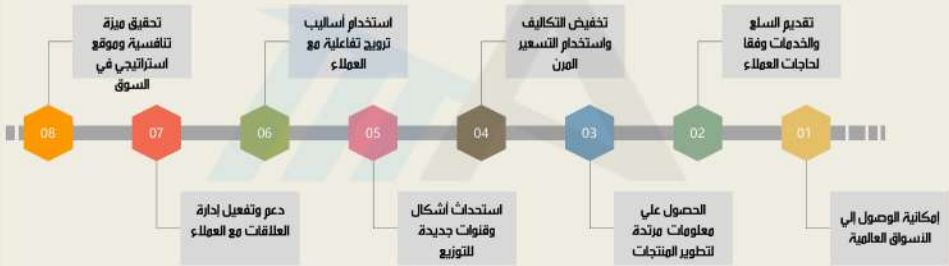 01
إمكانية الوصول إلي
الأسواق العالمية
02
تقديم السلع
والخدمات وفقا
لحاجات العملاء
03
الحصول علي
معلومات مرتدة
لتطوير المنتجات
04
تخفيض التكاليف
واستخدام التسعير
المرن
05
استحداث أشكال
وقنوات جديدة
للتوزيع
06
استخدام أساليب
ترويج تفاعلية مع
العملاء
07
دعم وتفعيل إدارة
العلاقات مع العملاء
08
تحقيق ميزة
تنافسية وموقع
استراتيجي في
السوق